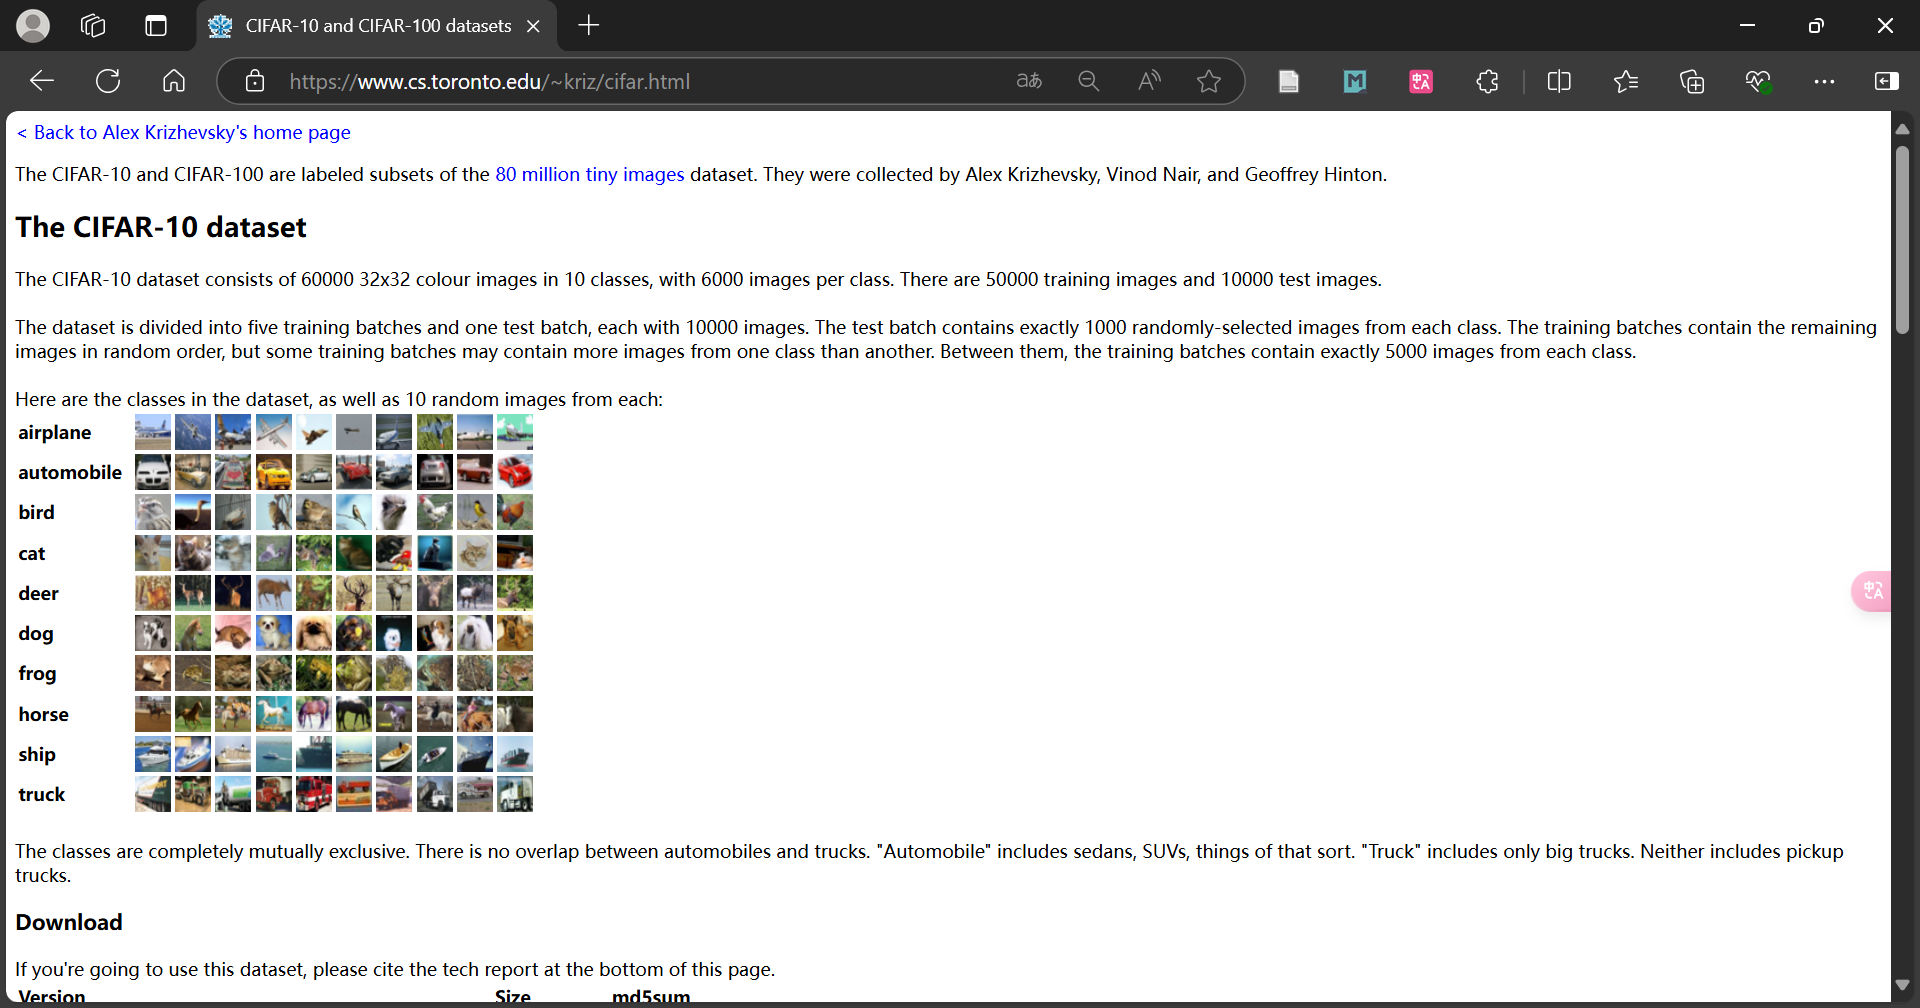 CIFAR-10 and CIFAR-100 datasets
https://www.cs.toronto.edu/~kriz/cifar.html
< Back to Alex Krizhevsky's home page
The CIFAR-10 and CIFAR-100 are labeled subsets of the 80 million tiny images dataset. They were collected by Alex Krizhevsky, Vinod Nair, and Geoffrey Hinton.
The CIFAR-10 dataset
The CIFAR-10 dataset consists of 60000 32x32 colour images in 10 classes, with 6000 images per class. There are 50000 training images and 10000 test images.
The dataset is divided into five training batches and one test batch, each with 10000 images. The test batch contains exactly 1000 randomly-selected images from each class. The training batches contain the remaining
images in random order, but some training batches may contain more images from one class than another. Between them, the training batches contain exactly 5000 images from each class.
Here are the classes in the dataset, as well as 10 random images from each:
airplane
automobile
bird
cat
deer
dog
frog
horse
ship
truck
The classes are completely mutually exclusive. There is no overlap between automobiles and trucks. "Automobile" includes sedans, SUVs, things of that sort. "Truck" includes only big trucks. Neither includes pickup
trucks.
Download
If you're going to use this dataset, please cite the tech report at the bottom of this page.
Version Size md5sum